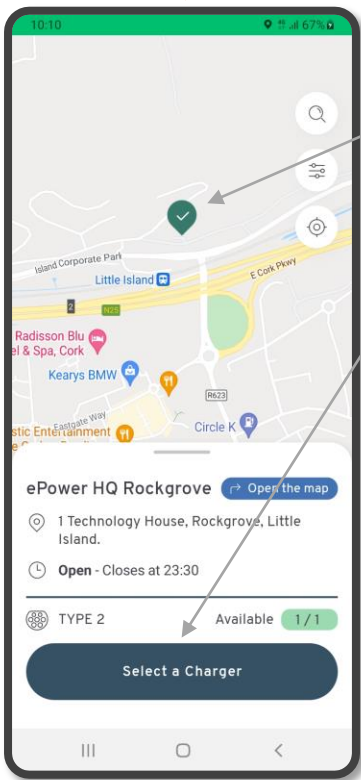 10:10
67%
Island Corporate Park
Little Island
E Cork Pkwy
N25
Radisson Blu
el & Spa, Cork
Kearys BMW
R623
Eastgate Way
Circle K
stic Entertainment
ePower HQ Rockgrove
Open the map
1 Technology House, Rockgrove, Little
Island.
Open - Closes at 23:30
TYPE 2
Available 1 / 1
Select a Charger